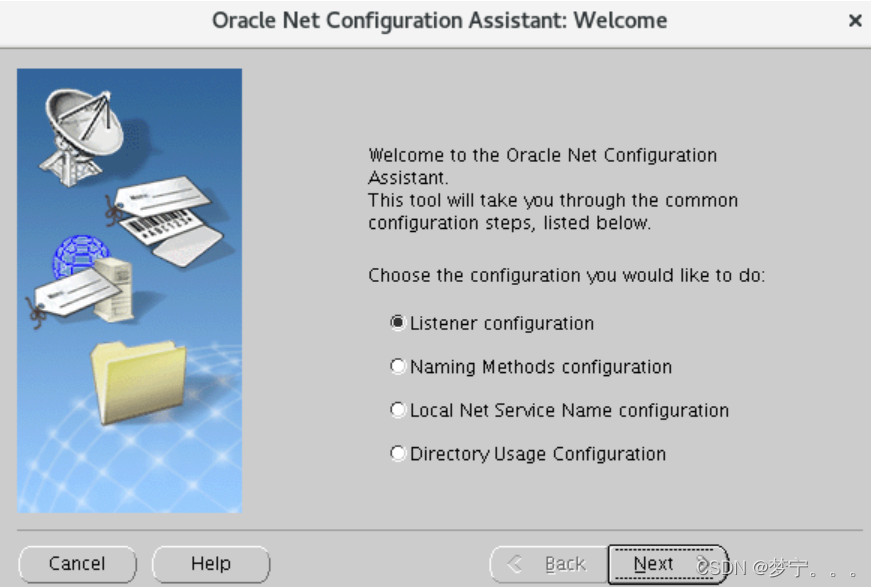 Oracle Net Configuration Assistant: Welcome
Welcome to the Oracle Net Configuration
Assistant.
This tool will take you through the common
configuration steps, listed below.
Choose the configuration you would like to do:
Listener configuration
Naming Methods configuration
Local Net Service Name configuration
Directory Usage Configuration
Cancel
Help
Back
Next
CSDN @梦宁。。。